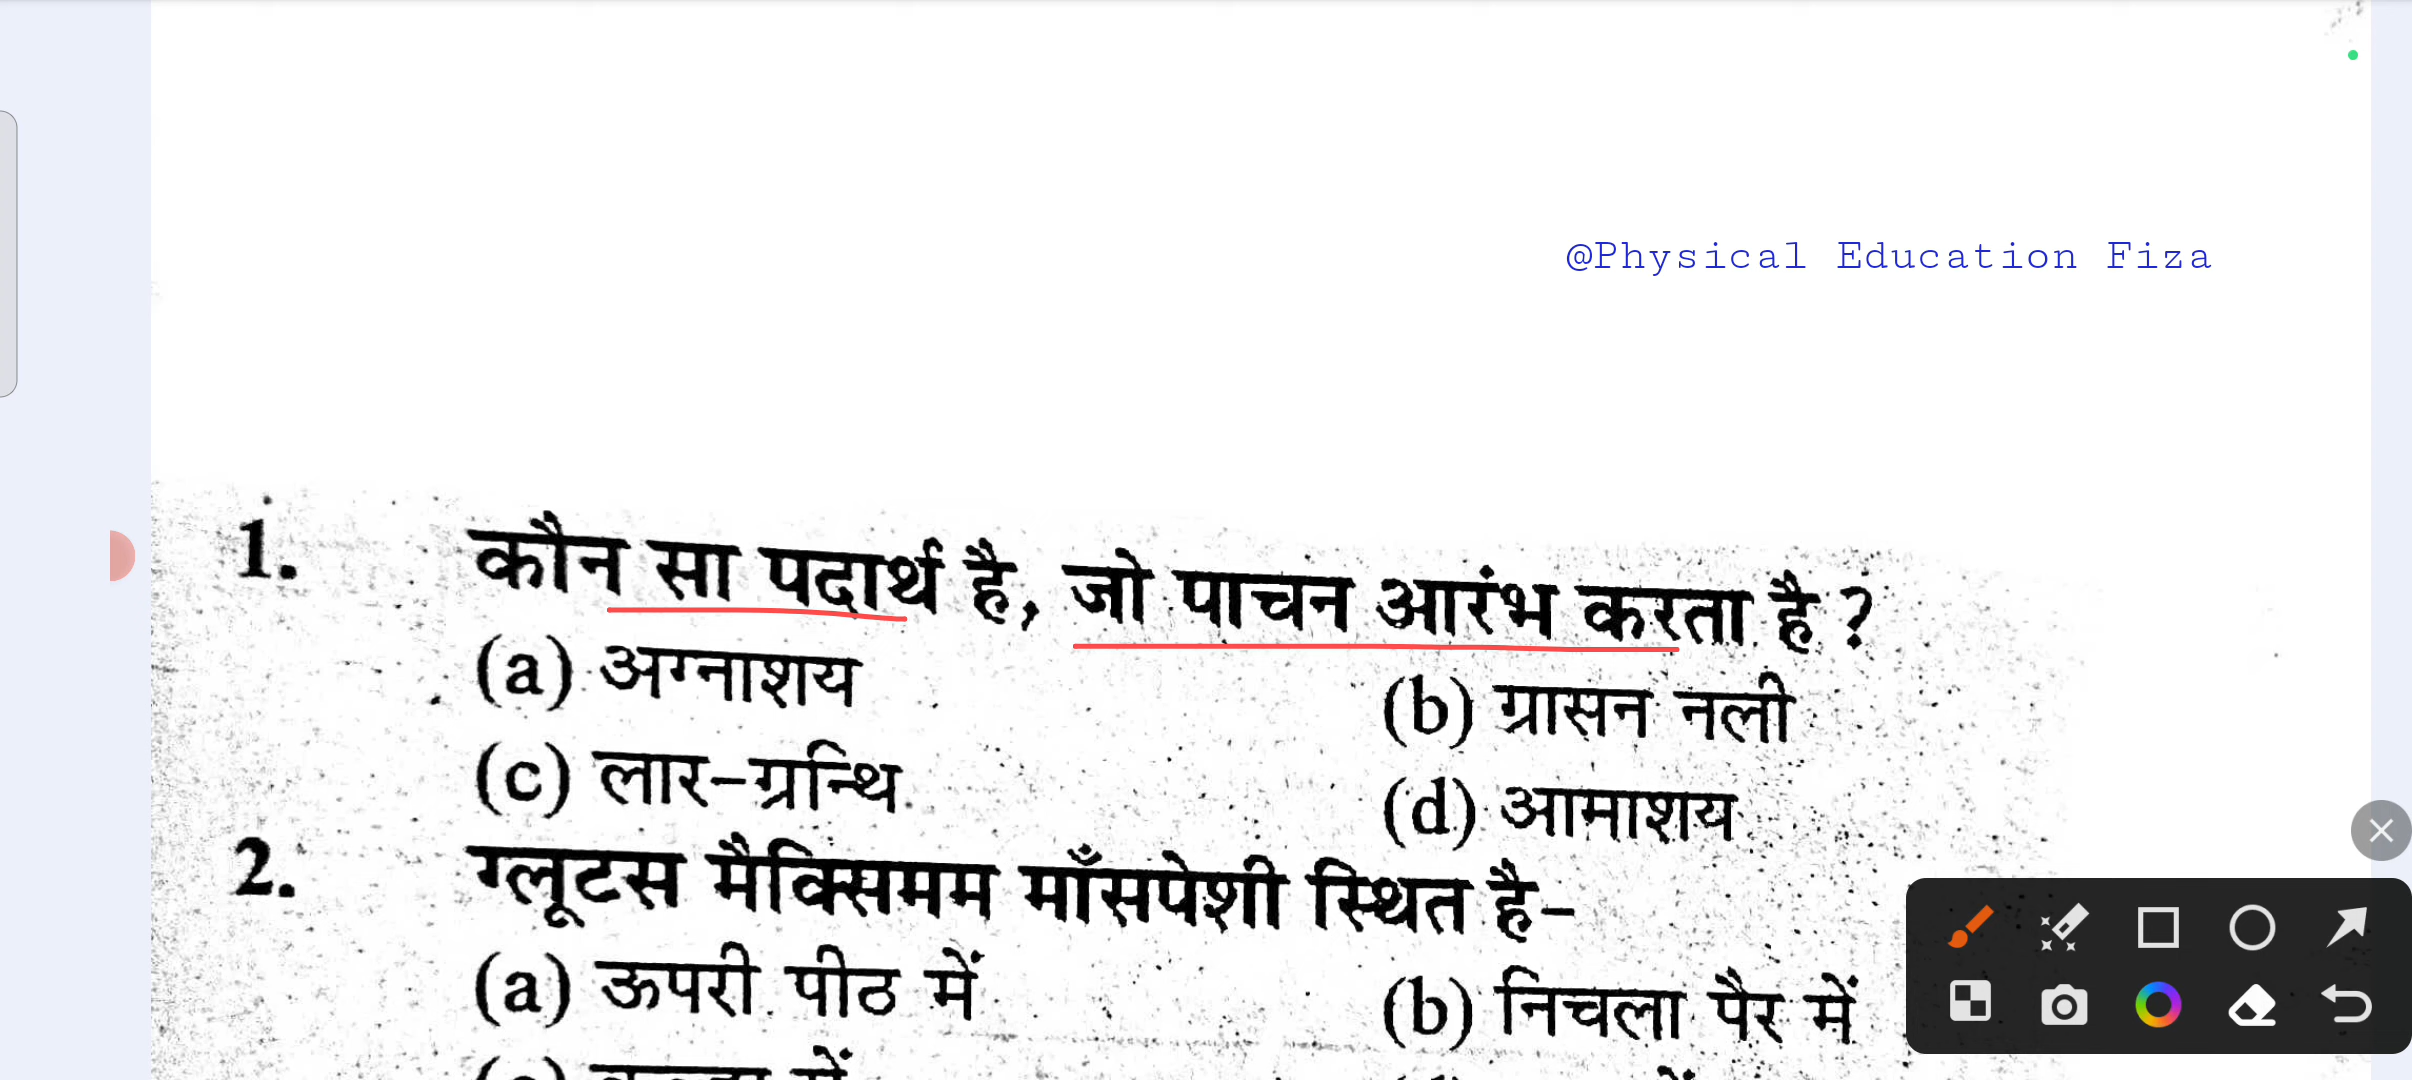 @Physical Education Fiza
1. कौन सा पदार्थ है, जो पाचन आरंभ करता है ?
(a) अग्नाशय (b) ग्रासन नली
(c) लार-ग्रन्थि (d) आमाशय
2. ग्लूटस मैक्सिमम माँसपेशी स्थित है-
(a) ऊपरी पीठ में (b) निचला पैर में